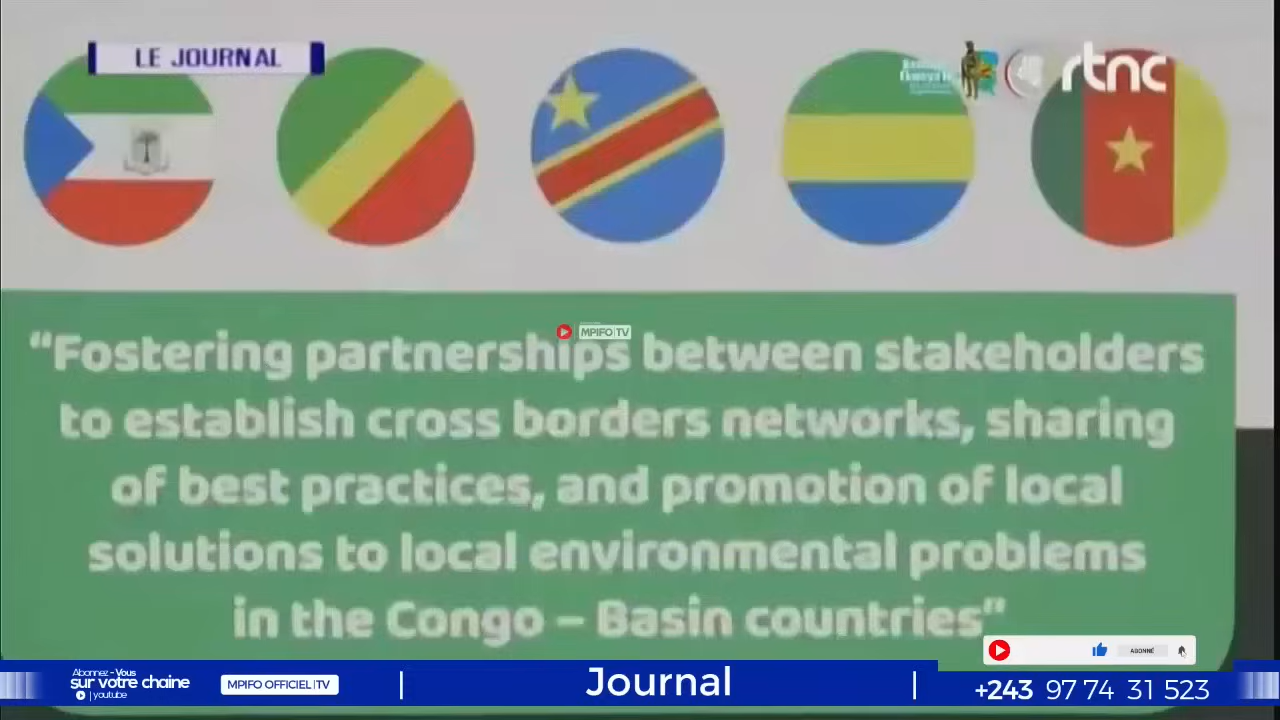 LE JOURNAL
rtnc
“Fostering partnerships between stakeholders
MPIFO TV
to establish cross borders networks, sharing
of best practices, and promotion of local
solutions to local environmental problems
in the Congo – Basin countries”
ABONNÉ
Abonnez - Vous
sur votre chaine
youtube
MPIFO OFFICIEL TV
Journal
+243 97 74 31 523